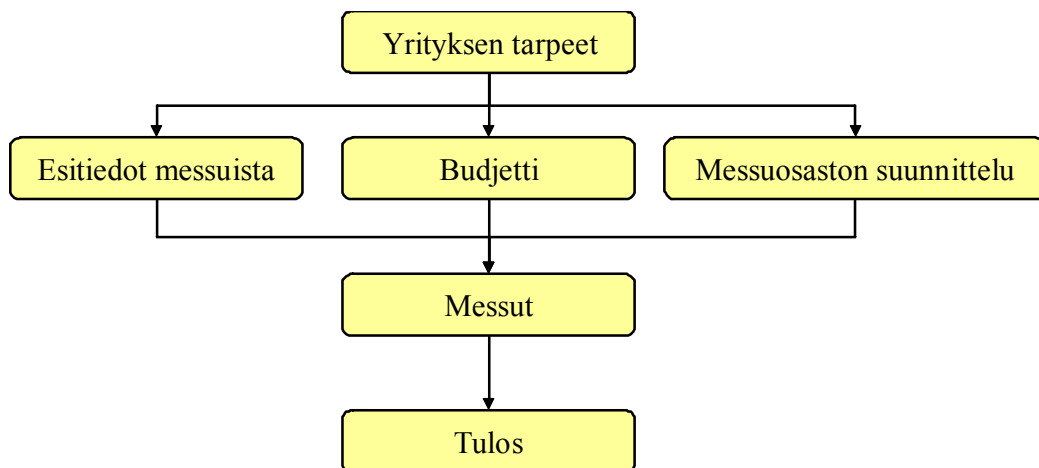 Yrityksen tarpeet
Esitiedot messuista
Budjetti
Messuosaston suunnittelu
Messut
Tulos